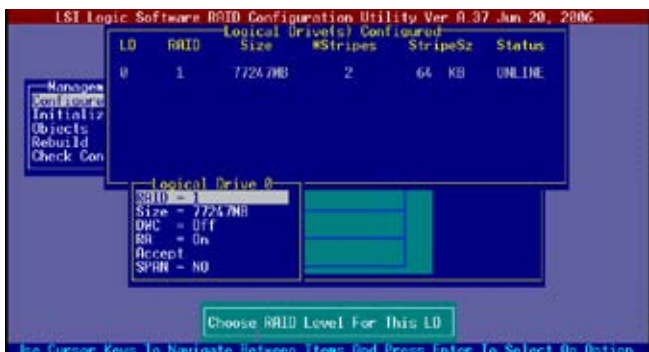 LSI Logic Software RAID Configuration Utility Ver A.37 Jun 20, 2006
Logical Drive(s) Configured
LD RAID Size #Stripes StripeSz Status
0 1 77247MB 2 64 KB ONLINE
Managem
Configure
Initializ
Objects
Rebuild
Check Con
Logical Drive 0
RAID = 1
Size = 77247MB
DWC = Off
RA = On
Accept
SPAN = NO
Choose RAID Level For This LD
Use Cursor Keys To Navigate Between Items And Press Enter To Select An Option